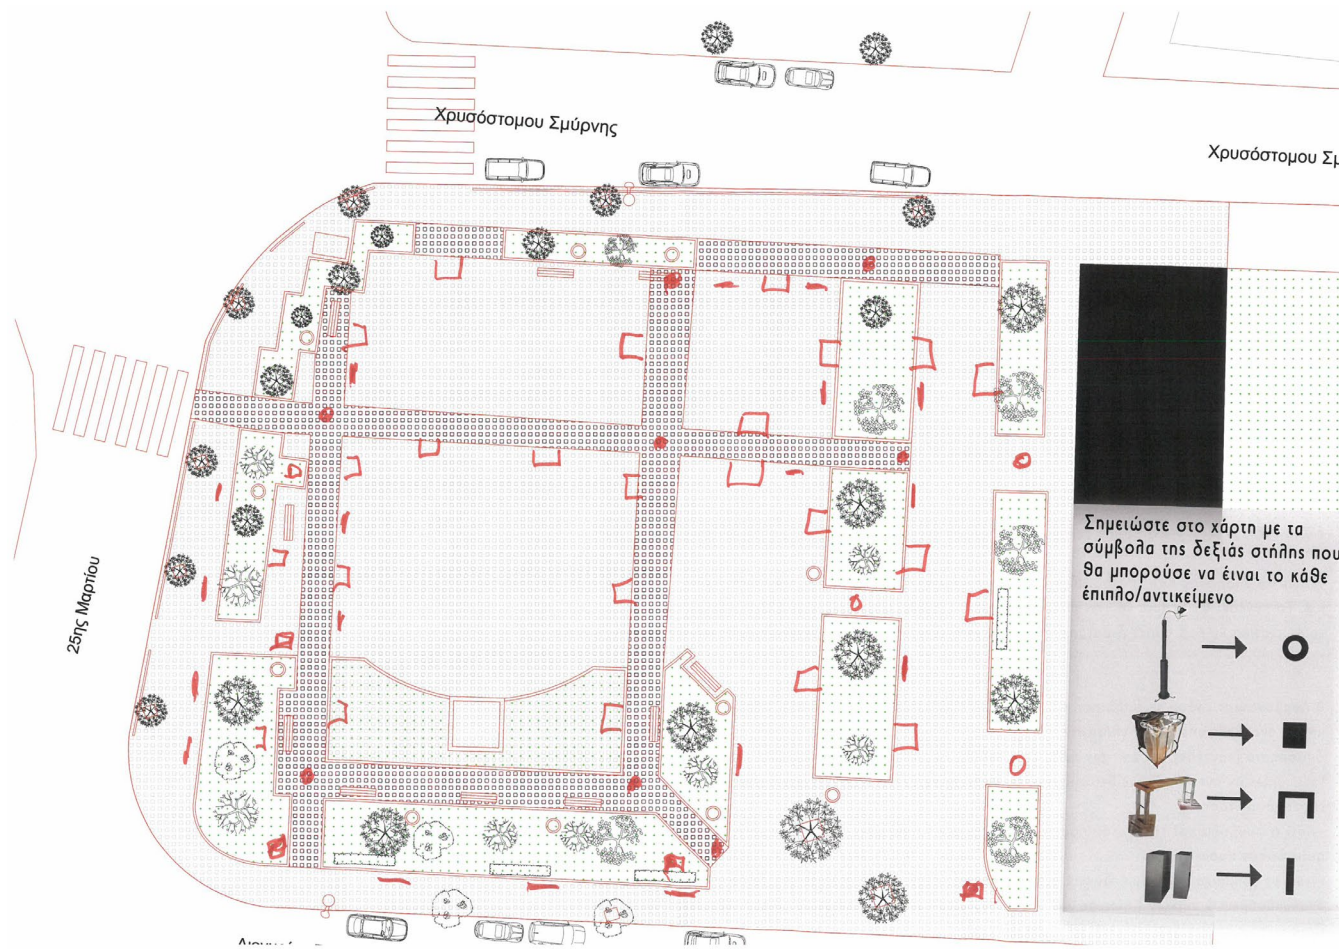 Χρυσόστομου Σμύρνης
Χρυσόστομου Σμ
25ης Μαρτίου
Σημειώστε στο χάρτη με τα
σύμβολα της δεξιάς στήλης που
θα μπορούσε να έιναι το κάθε
έπιπλο/αντικείμενο